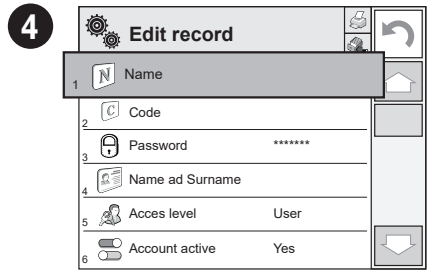 4
Edit record
1 N Name
2 C Code
3 Password *******
4 Name ad Surname
5 Acces level User
6 Account active Yes